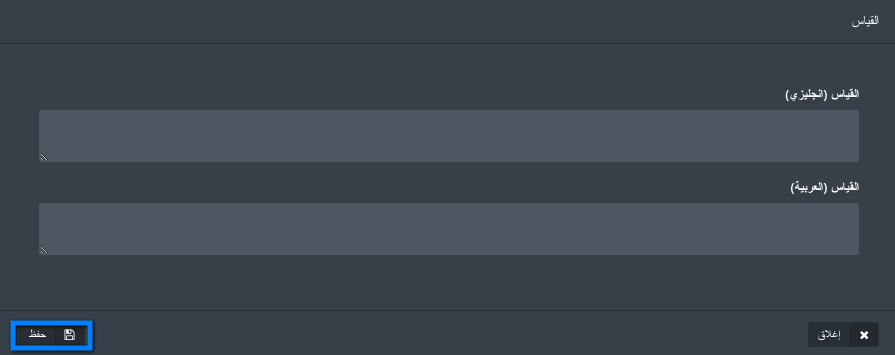 القياس
القياس (انجليزي)
القياس (العربية)
إغلاق
حفظ